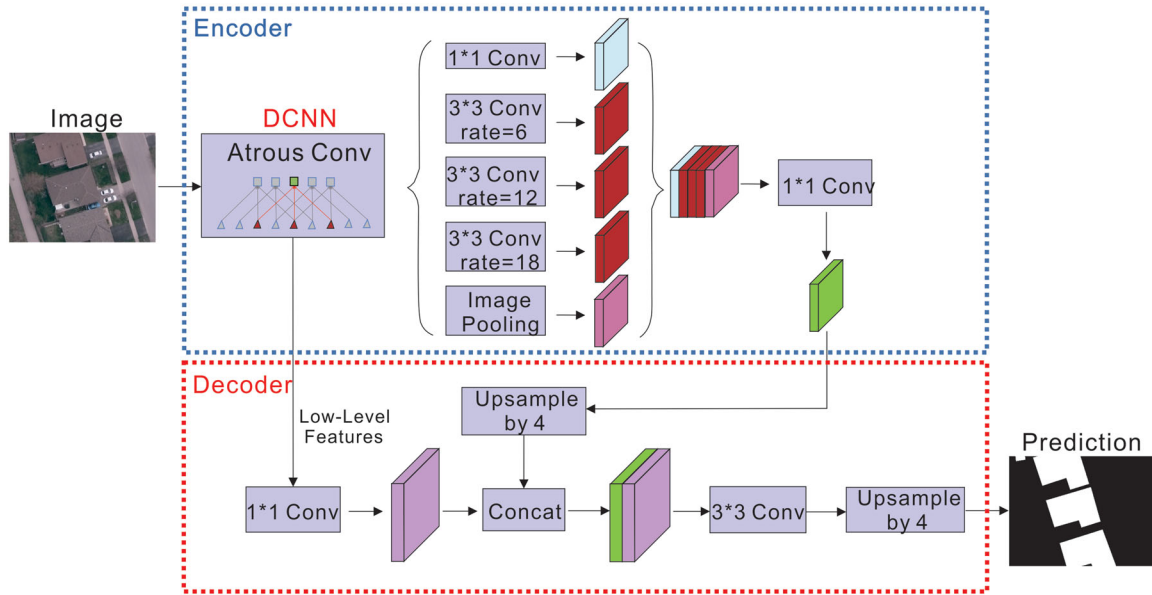 Encoder
Image
DCNN
Atrous Conv
1*1 Conv
3*3 Conv
rate=6
3*3 Conv
rate=12
3*3 Conv
rate=18
Image
Pooling
1*1 Conv
Decoder
Low-Level
Features
Upsample
by 4
1*1 Conv
Concat
3*3 Conv
Upsample
by 4
Prediction